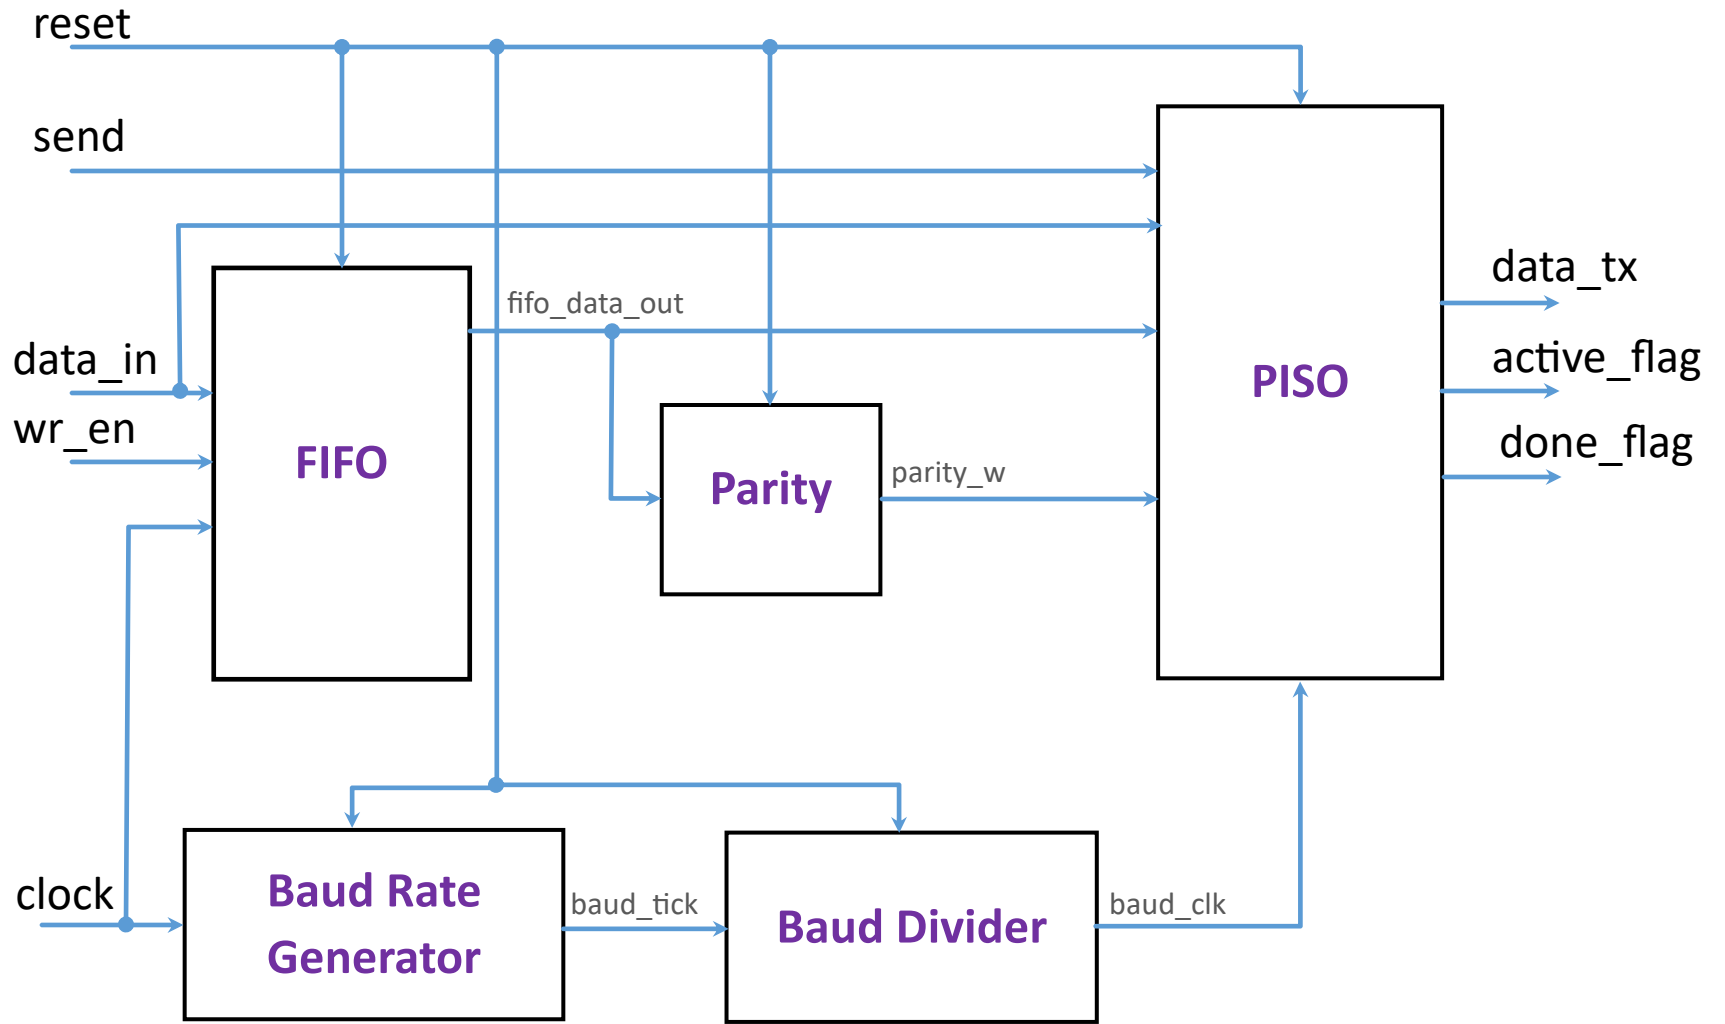 reset
send
data_tx
fifo_data_out
data_in
active_flag
PISO
wr_en
done_flag
FIFO
Parity
parity_w
clock
Baud Rate
Generator
baud_tick
Baud Divider
baud_clk